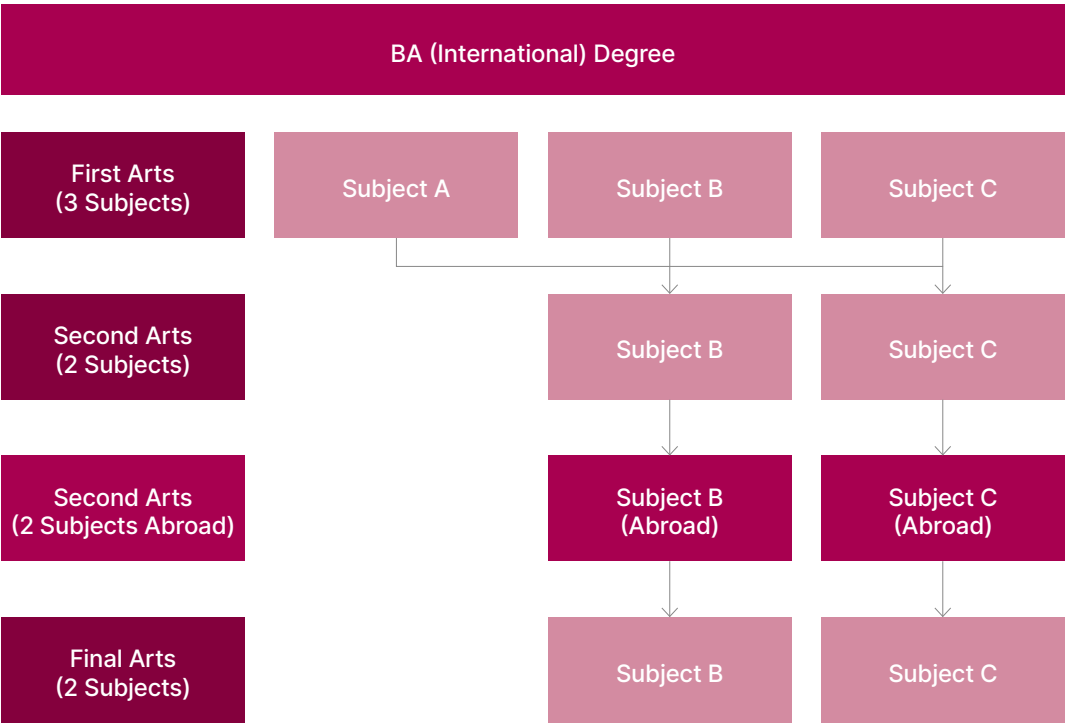 BA (International) Degree
First Arts
(3 Subjects)
Subject A
Subject B
Subject C
Second Arts
(2 Subjects)
Subject B
Subject C
Second Arts
(2 Subjects Abroad)
Subject B
(Abroad)
Subject C
(Abroad)
Final Arts
(2 Subjects)
Subject B
Subject C